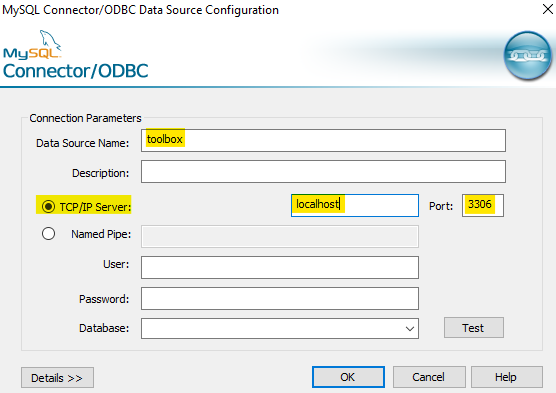 MySQL Connector/ODBC Data Source Configuration
MySQL
Connector/ODBC
Connection Parameters
Data Source Name: toolbox
Description:
TCP/IP Server: localhost Port: 3306
Named Pipe:
User:
Password:
Database: Test
Details >> OK Cancel Help